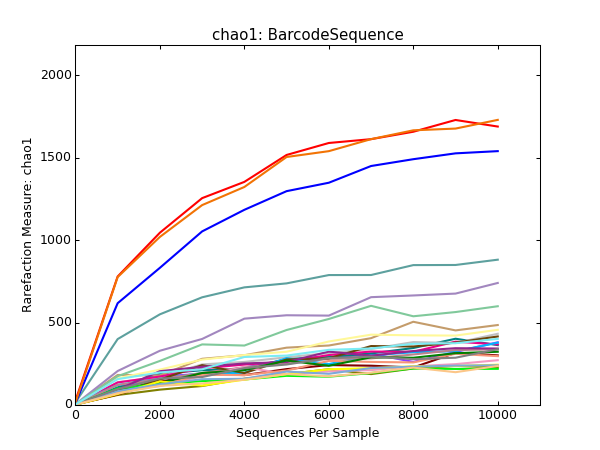 chao1: BarcodeSequence
2000
1500
1000
500
0
Rarefaction Measure: chao1
0 2000 4000 6000 8000 10000
Sequences Per Sample